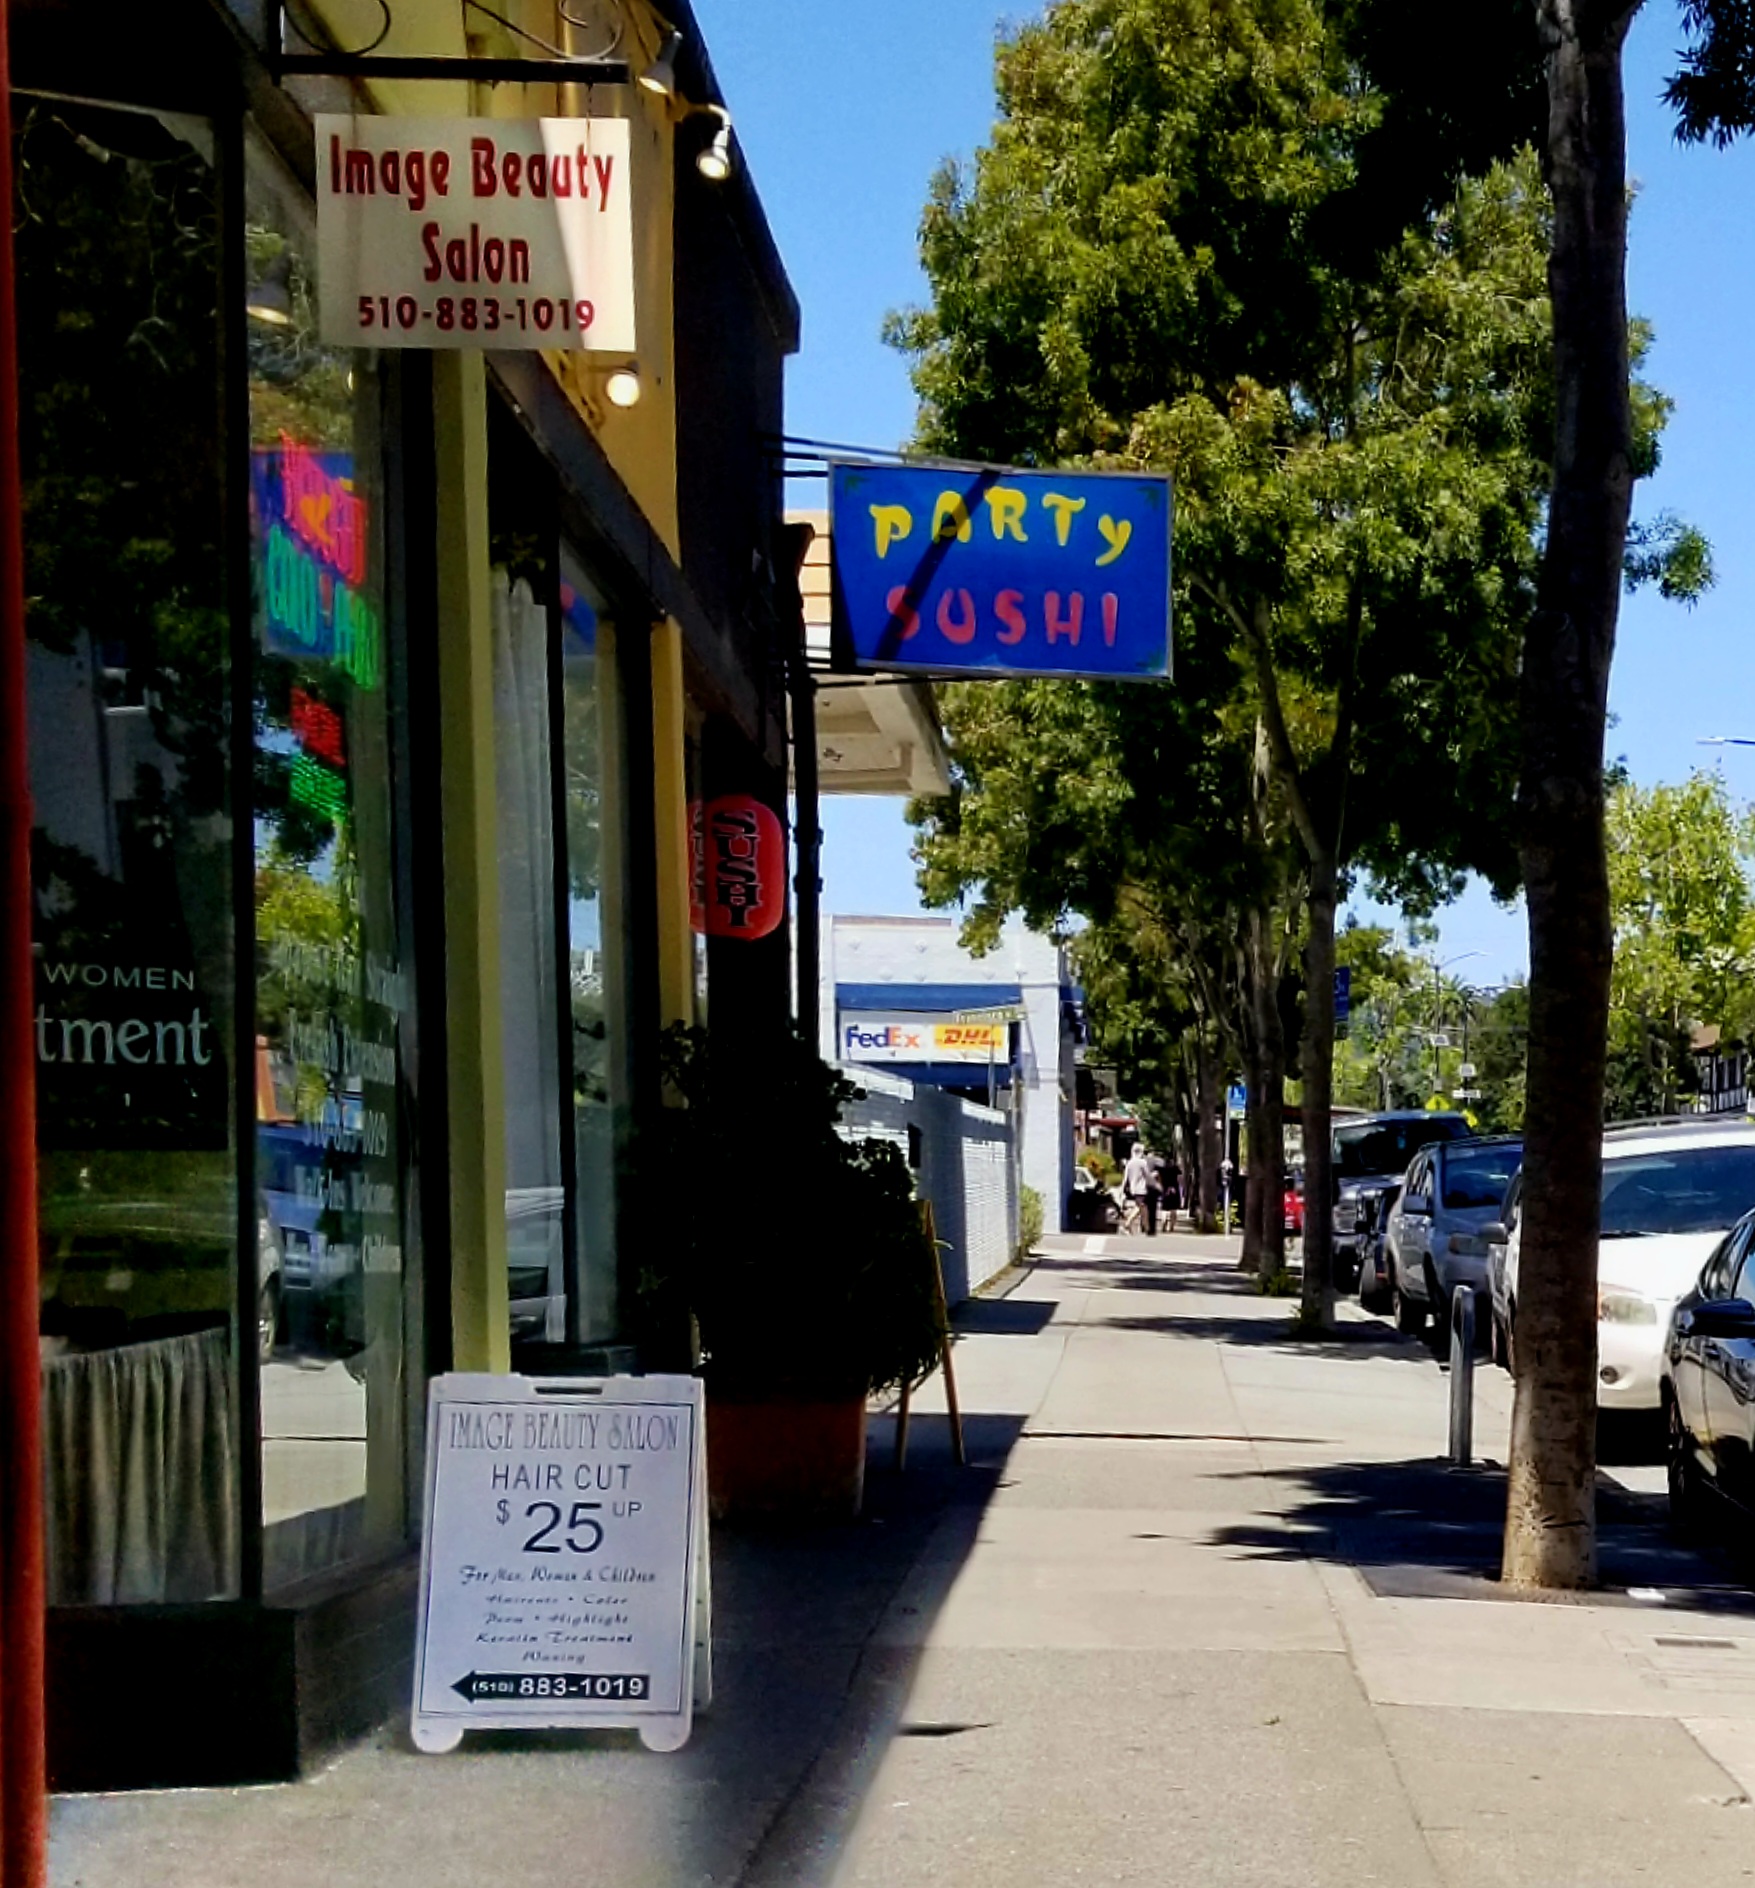 Image Beauty
Salon
510-883-1019
PARTy
SUSHI
SUSHI
WOMEN
tment
FedEx DHL
IMAGE BEAUTY SALON
HAIR CUT
$ 25 UP
For Men, Women & Children
Haircuts • Color
Perm • Highlight
Keratin Treatment
Waxing
(510) 883-1019